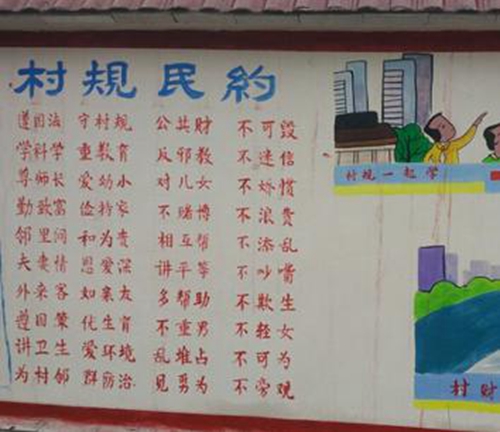 村規民約
遵国法 守村规 公共财 不可毁
学科学 重教育 反邪教 不迷信
尊师长 爱幼小 对儿女 不娇惯
勤致富 俭持家 不赌博 不浪费
邻里间 和为贵 相互帮 不添乱
夫妻情 恩爱深 讲平等 不吵嘴
外来客 如亲友 多帮助 不欺生
遵国策 优生育 不重男 不轻女
讲卫生 爱环境 乱堆占 不可为
为村邻 群防治 见勇为 不旁观
村规一起学
村财